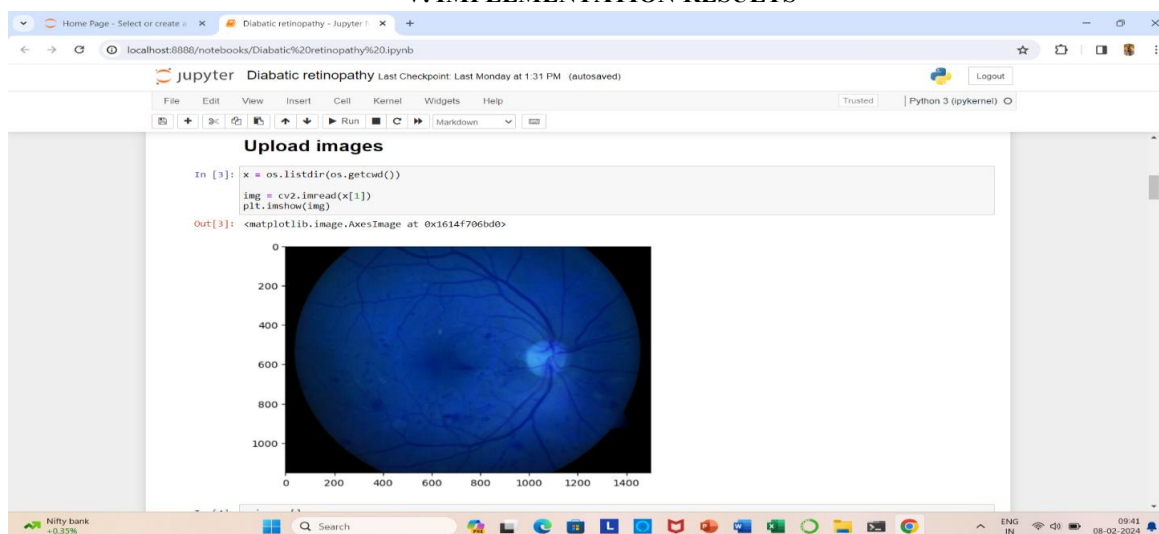 Home Page - Select or create a
Diabatic retinopathy - Jupyter
localhost:8888/notebooks/Diabatic%20retinopathy%20.ipynb
jupyter Diabatic retinopathy Last Checkpoint: Last Monday at 1:31 PM (autosaved)
Logout
File Edit View Insert Cell Kernel Widgets Help
Trusted
Python 3 (ipykernel)
Run
Markdown
Upload images
In [3]: x = os.listdir(os.getcwd())
img = cv2.imread(x[1])
plt.imshow(img)
Out[3]: <matplotlib.image.AxesImage at 0x1614f706bd0>
0
200
400
600
800
1000
0 200 400 600 800 1000 1200 1400
Nifty bank
+0.35%
Search
ENG
IN
09:41
08-02-2024